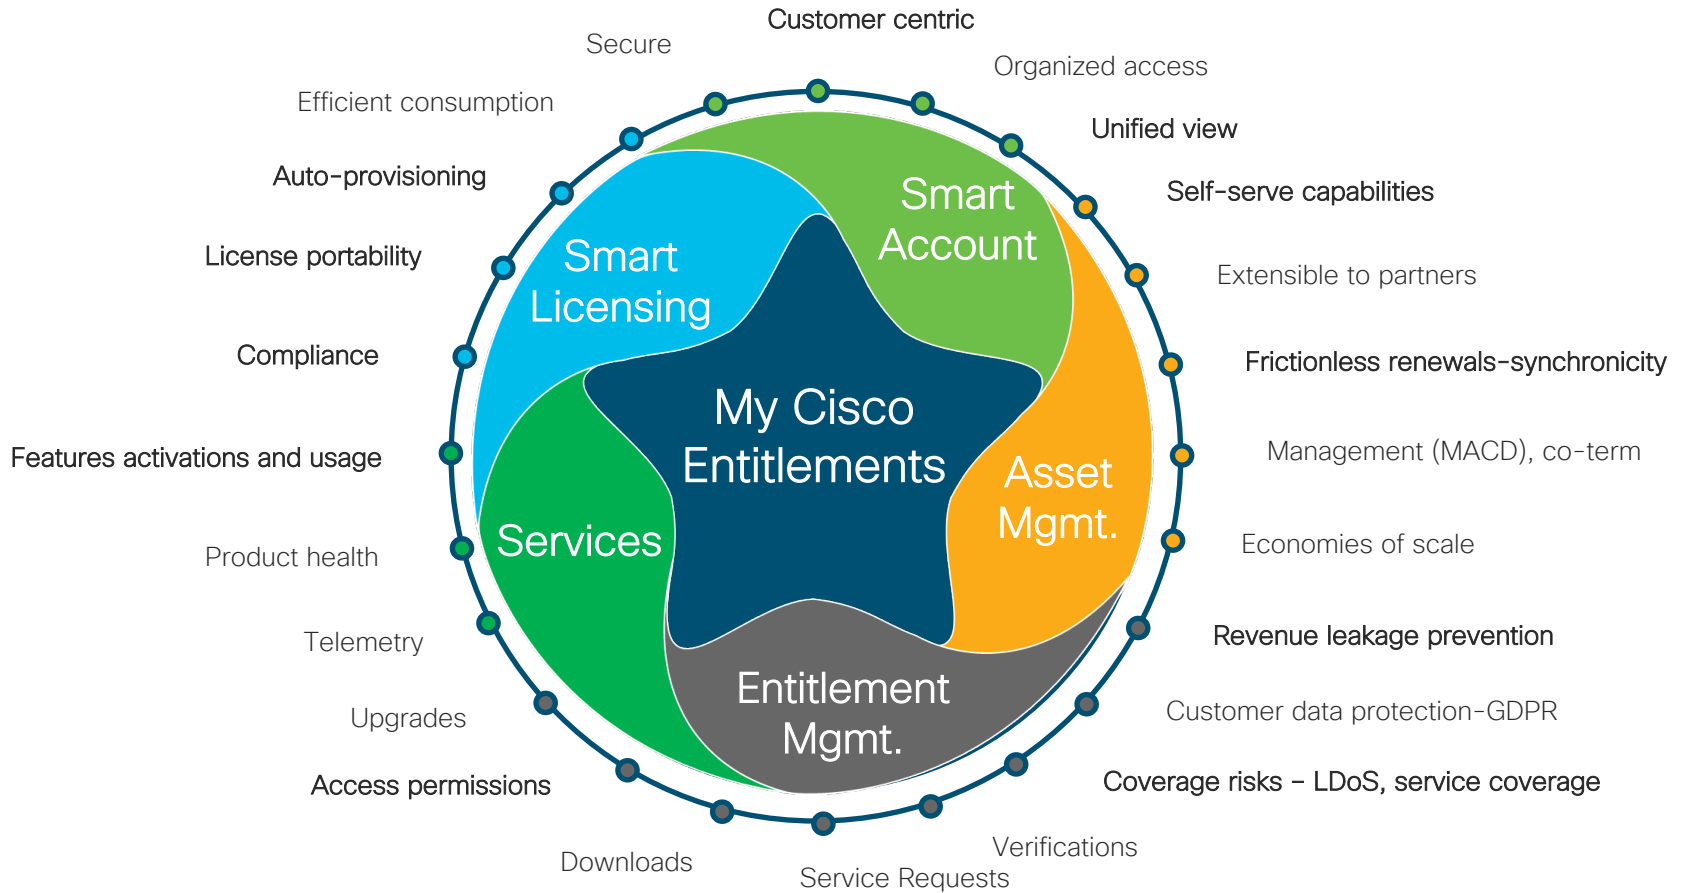 Customer centric
Secure
Organized access
Efficient consumption
Unified view
Auto-provisioning
Self-serve capabilities
License portability
Extensible to partners
Compliance
Frictionless renewals-synchronicity
Features activations and usage
Management (MACD), co-term
Product health
Economies of scale
Telemetry
Revenue leakage prevention
Upgrades
Customer data protection-GDPR
Access permissions
Coverage risks – LDoS, service coverage
Downloads
Verifications
Service Requests
Smart
Account
Smart
Licensing
My Cisco
Entitlements
Asset
Mgmt.
Services
Entitlement
Mgmt.